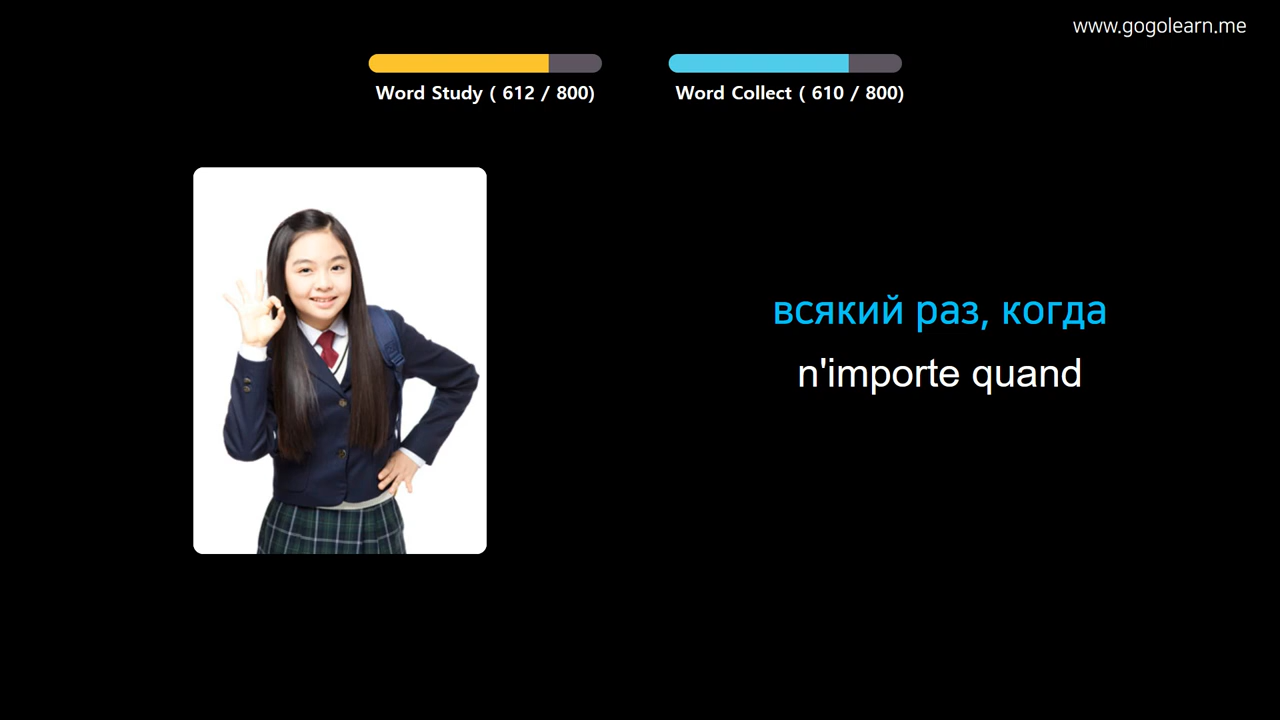 www.gogolearn.me
Word Study ( 612 / 800)
Word Collect ( 610 / 800)
всякий раз, когда
n'importe quand